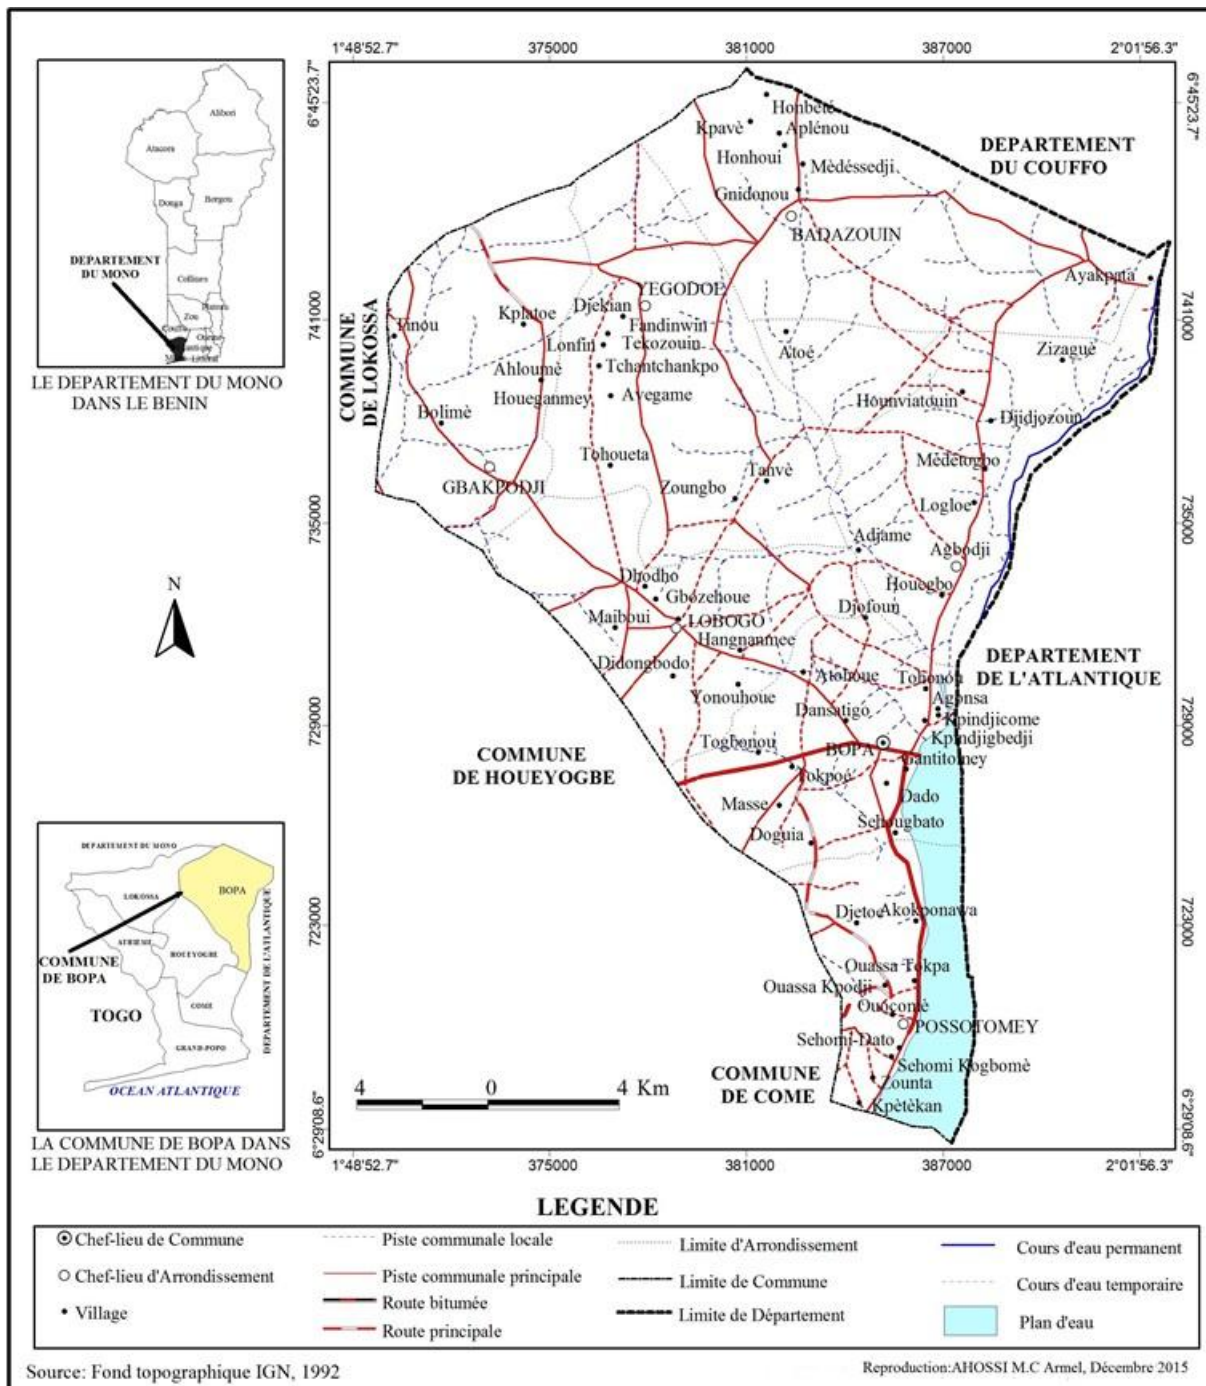 1°48'52.7"
375000
381000
387000
2°01'56.3"
6°45'23.7"
741000
735000
729000
723000
6°29'08.6"
6°45'23.7"
741000
735000
729000
723000
6°29'08.6"
Alibori
Atacora
Donga
Borgou
Collines
Plateau
Zou
Couffo
DEPARTEMENT
DU MONO
LE DEPARTEMENT DU MONO
DANS LE BENIN
Honbété
Kpavè
Aplénou
Honhoui
Mèdéssedji
Gnidonou
BADAZOUIN
DEPARTEMENT
DU COUFFO
Ayakpata
COMMUNE
DE LOKOSSA
YEGODOE
Djekian
Kplatoe
Tinou
Fandinwin
Lonfin
Tekozouin
Atoé
Zizague
Tchantchankpo
Ahloumè
Houeganmey
Avegame
Hounviatouin
Djidjozoun
Bolimè
Tohoueta
Tanvè
Mèdétogbo
GBAKPODJI
Zoungbo
Logloe
Adjame
Agbodji
N
Dhodho
Gbozehoue
Houegbo
Maiboui
LOBOGO
Djofoun
Hangnanmee
Didongbodo
DEPARTEMENT
DE L'ATLANTIQUE
Atohoue
Tohonou
Agonsa
Yonouhoue
Dansatigo
Kpindjicome
Kpindjigbedji
COMMUNE
DE HOUEYOGBE
Togbonou
BOPA
Santitomey
Tokpoé
Dado
Masse
Sehougbato
Doguia
Djetoe
Akokponawa
Ouassa Tokpa
Ouassa Kpodji
Ouocomè
POSSOTOMEY
Sehomi-Dato
Sehomi Kogbomè
Zounta
Kpètèkan
COMMUNE
DE COME
4
0
4 Km
DEPARTEMENT DU MONO
BOPA
LOKOSSA
ATHIEME
HOUEYOGBE
COMMUNE
DE BOPA
DEPARTEMENT DE L'ATLANTIQUE
COME
TOGO
GRAND-POPO
OCEAN ATLANTIQUE
LA COMMUNE DE BOPA DANS
LE DEPARTEMENT DU MONO
1°48'52.7"
375000
381000
387000
2°01'56.3"
LEGENDE
Chef-lieu de Commune
Chef-lieu d'Arrondissement
Village
Piste communale locale
Piste communale principale
Route bitumée
Route principale
Limite d'Arrondissement
Limite de Commune
Limite de Département
Cours d'eau permanent
Cours d'eau temporaire
Plan d'eau
Source: Fond topographique IGN, 1992
Reproduction:AHOSSI M.C Armel, Décembre 2015